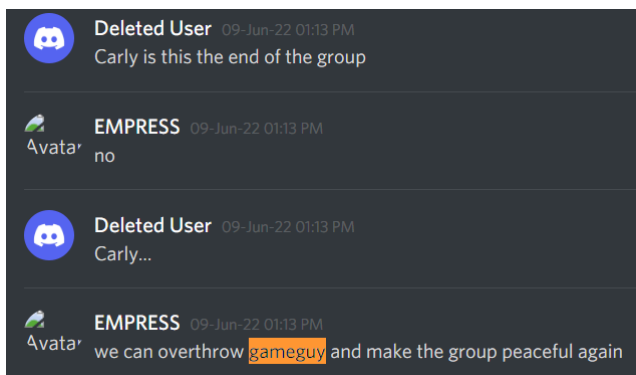 Deleted User 09-Jun-22 01:13 PM
Carly is this the end of the group
Avatar
EMPRESS 09-Jun-22 01:13 PM
no
Deleted User 09-Jun-22 01:13 PM
Carly...
Avatar
EMPRESS 09-Jun-22 01:13 PM
we can overthrow gameguy and make the group peaceful again